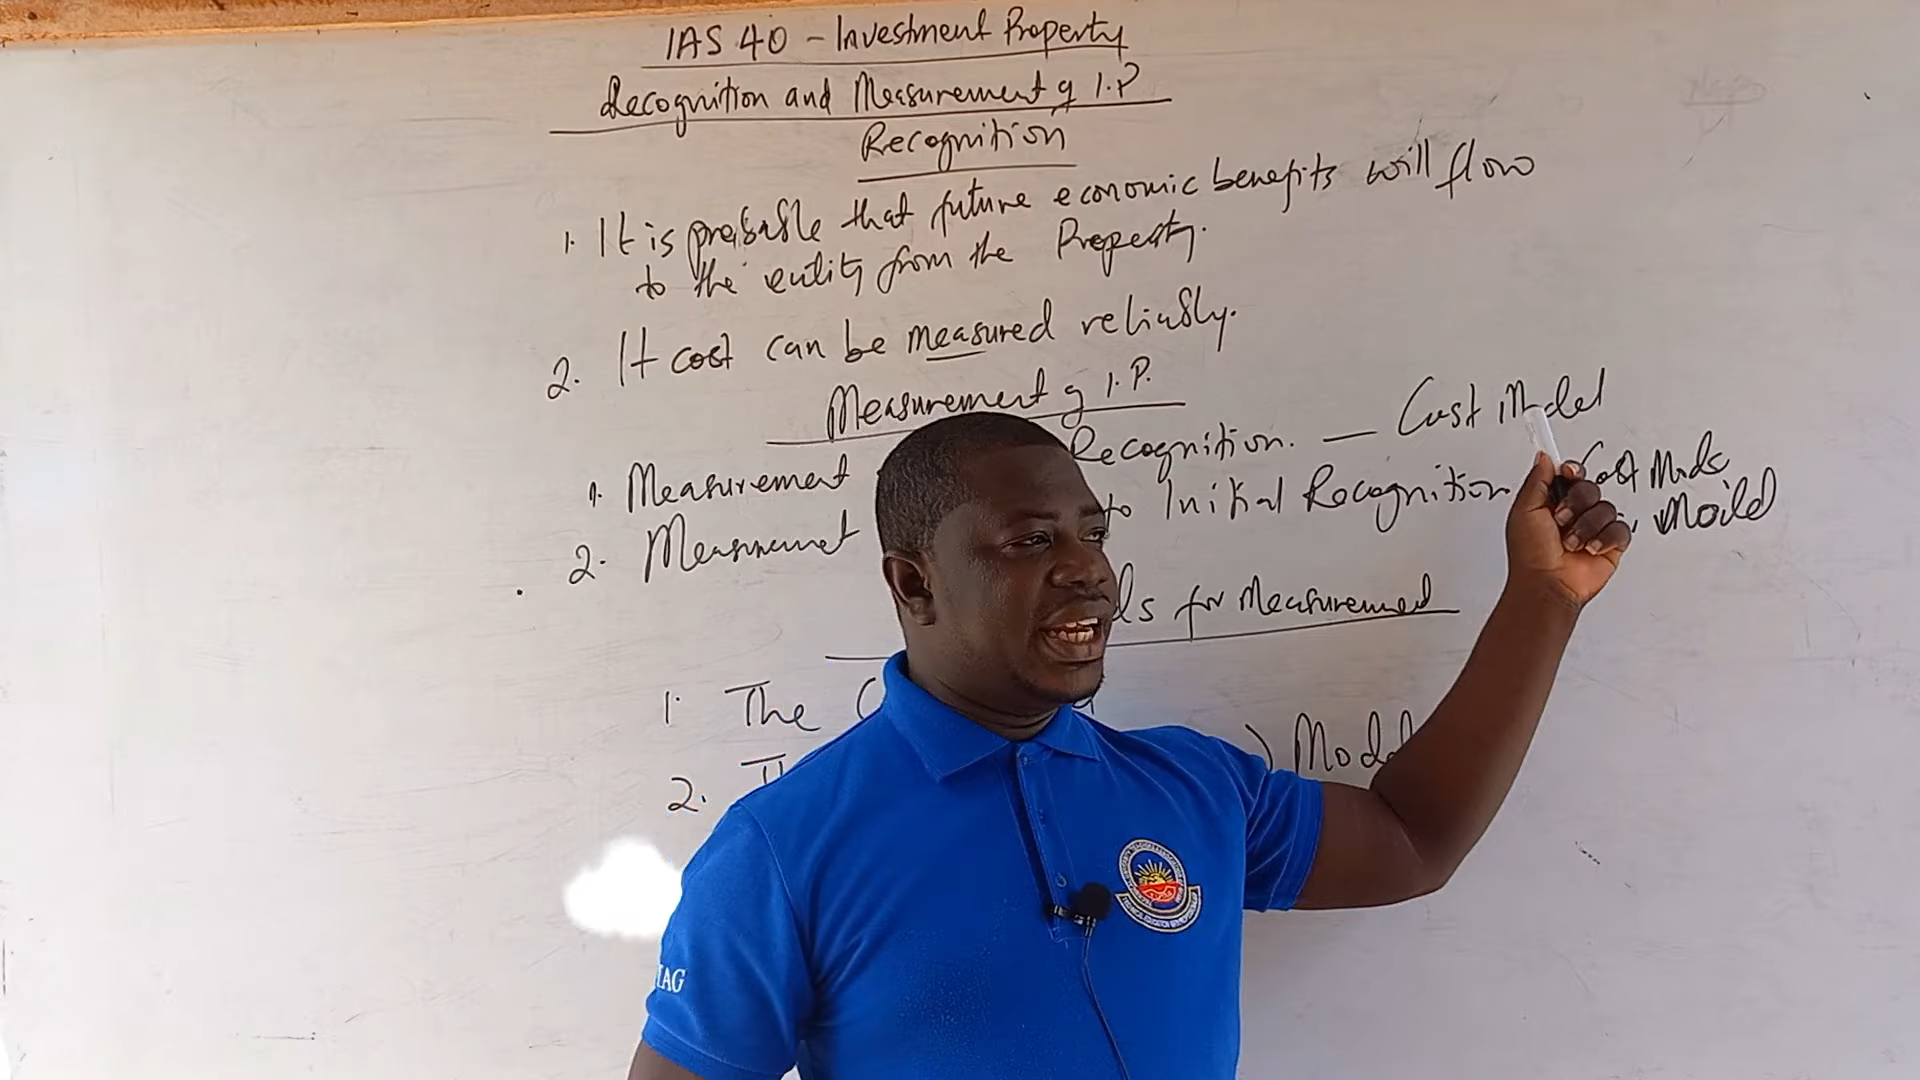 IAS 40 - Investment Property
Recognition and Measurement of I.P
Recognition
1. It is probable that future economic benefits will flow
to the entity from the Property.
2. It cost can be measured reliably.
Measurement of I.P.
1. Measurement Recognition. — Cost Model
2. Measurement to Initial Recognition Cost Model
Model
ls for Measurement
1. The C
2. T ) Model
IAG